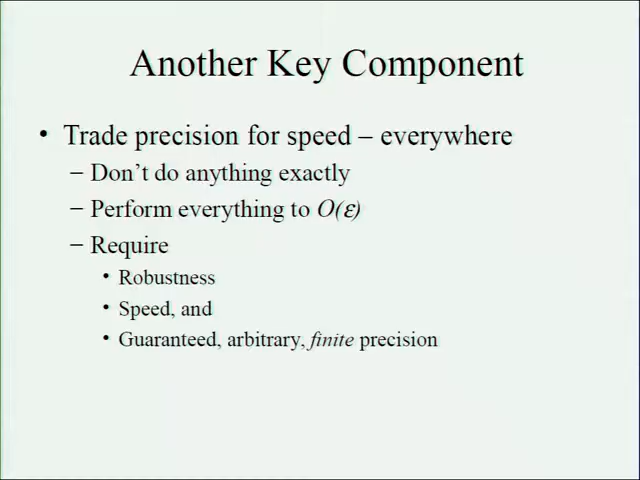 Another Key Component
• Trade precision for speed – everywhere
– Don't do anything exactly
– Perform everything to O(ε)
– Require
• Robustness
• Speed, and
• Guaranteed, arbitrary, finite precision